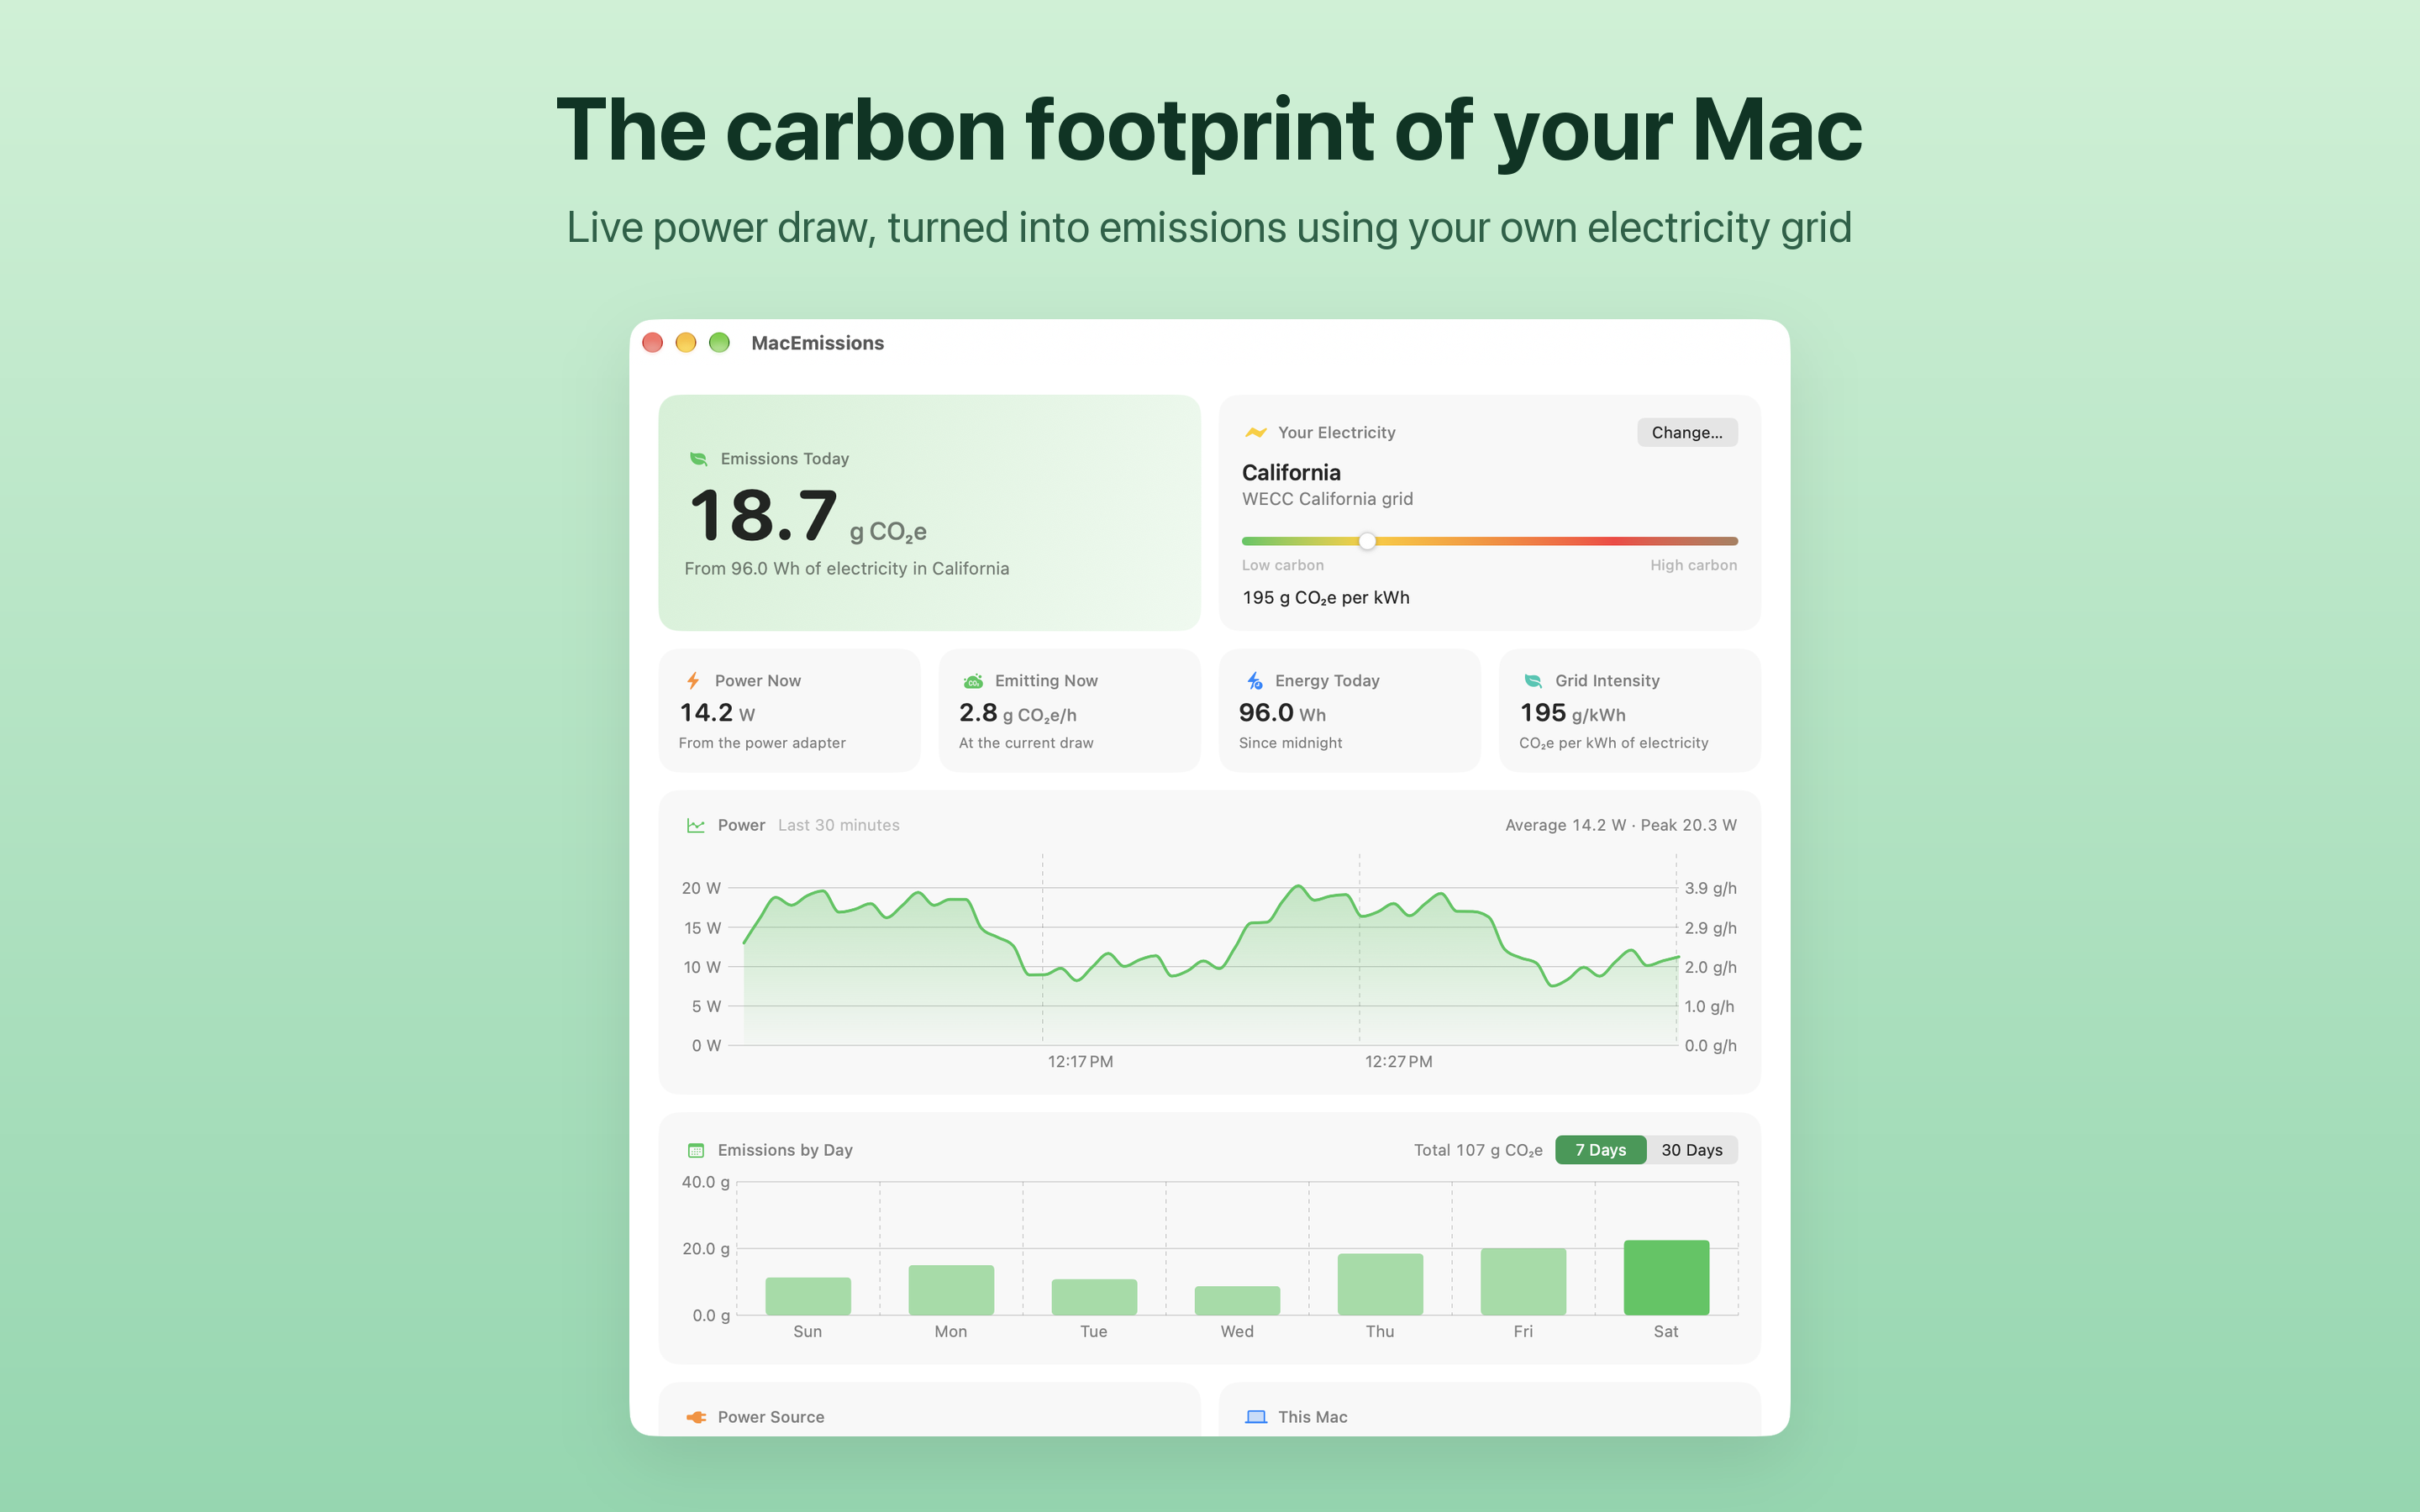 The carbon footprint of your Mac
Live power draw, turned into emissions using your own electricity grid
MacEmissions
Emissions Today
18.7 g CO₂e
From 96.0 Wh of electricity in California
Your Electricity
Change...
California
WECC California grid
Low carbon
High carbon
195 g CO₂e per kWh
Power Now
14.2 W
From the power adapter
Emitting Now
2.8 g CO₂e/h
At the current draw
Energy Today
96.0 Wh
Since midnight
Grid Intensity
195 g/kWh
CO₂e per kWh of electricity
Power Last 30 minutes
Average 14.2 W · Peak 20.3 W
20 W 3.9 g/h
15 W 2.9 g/h
10 W 2.0 g/h
5 W 1.0 g/h
0 W 0.0 g/h
12:17 PM 12:27 PM
Emissions by Day
Total 107 g CO₂e
7 Days 30 Days
40.0 g
20.0 g
0.0 g
Sun Mon Tue Wed Thu Fri Sat
Power Source
This Mac